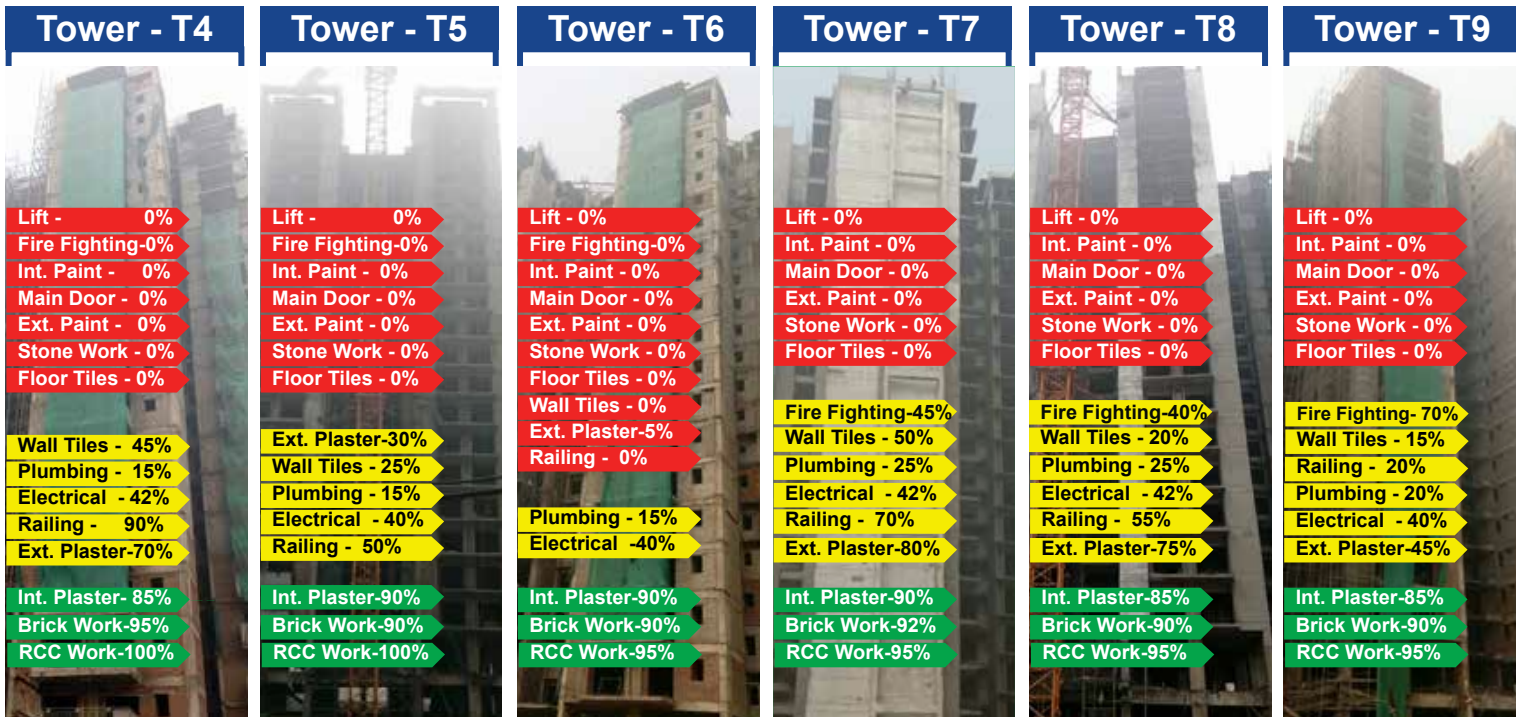 Tower - T4
Lift - 0%
Fire Fighting-0%
Int. Paint - 0%
Main Door - 0%
Ext. Paint - 0%
Stone Work - 0%
Floor Tiles - 0%
Wall Tiles - 45%
Plumbing - 15%
Electrical - 42%
Railing - 90%
Ext. Plaster-70%
Int. Plaster- 85%
Brick Work-95%
RCC Work-100%
Tower - T5
Lift - 0%
Fire Fighting-0%
Int. Paint - 0%
Main Door - 0%
Ext. Paint - 0%
Stone Work - 0%
Floor Tiles - 0%
Ext. Plaster-30%
Wall Tiles - 25%
Plumbing - 15%
Electrical - 40%
Railing - 50%
Int. Plaster-90%
Brick Work-90%
RCC Work-100%
Tower - T6
Lift - 0%
Fire Fighting-0%
Int. Paint - 0%
Main Door - 0%
Ext. Paint - 0%
Stone Work - 0%
Floor Tiles - 0%
Wall Tiles - 0%
Ext. Plaster-5%
Railing - 0%
Plumbing - 15%
Electrical -40%
Int. Plaster-90%
Brick Work-90%
RCC Work-95%
Tower - T7
Lift - 0%
Int. Paint - 0%
Main Door - 0%
Ext. Paint - 0%
Stone Work - 0%
Floor Tiles - 0%
Fire Fighting-45%
Wall Tiles - 50%
Plumbing - 25%
Electrical - 42%
Railing - 70%
Ext. Plaster-80%
Int. Plaster-90%
Brick Work-92%
RCC Work-95%
Tower - T8
Lift - 0%
Int. Paint - 0%
Main Door - 0%
Ext. Paint - 0%
Stone Work - 0%
Floor Tiles - 0%
Fire Fighting-40%
Wall Tiles - 20%
Plumbing - 25%
Electrical - 42%
Railing - 55%
Ext. Plaster-75%
Int. Plaster-85%
Brick Work-90%
RCC Work-95%
Tower - T9
Lift - 0%
Int. Paint - 0%
Main Door - 0%
Ext. Paint - 0%
Stone Work - 0%
Floor Tiles - 0%
Fire Fighting- 70%
Wall Tiles - 15%
Railing - 20%
Plumbing - 20%
Electrical - 40%
Ext. Plaster-45%
Int. Plaster-85%
Brick Work-90%
RCC Work-95%